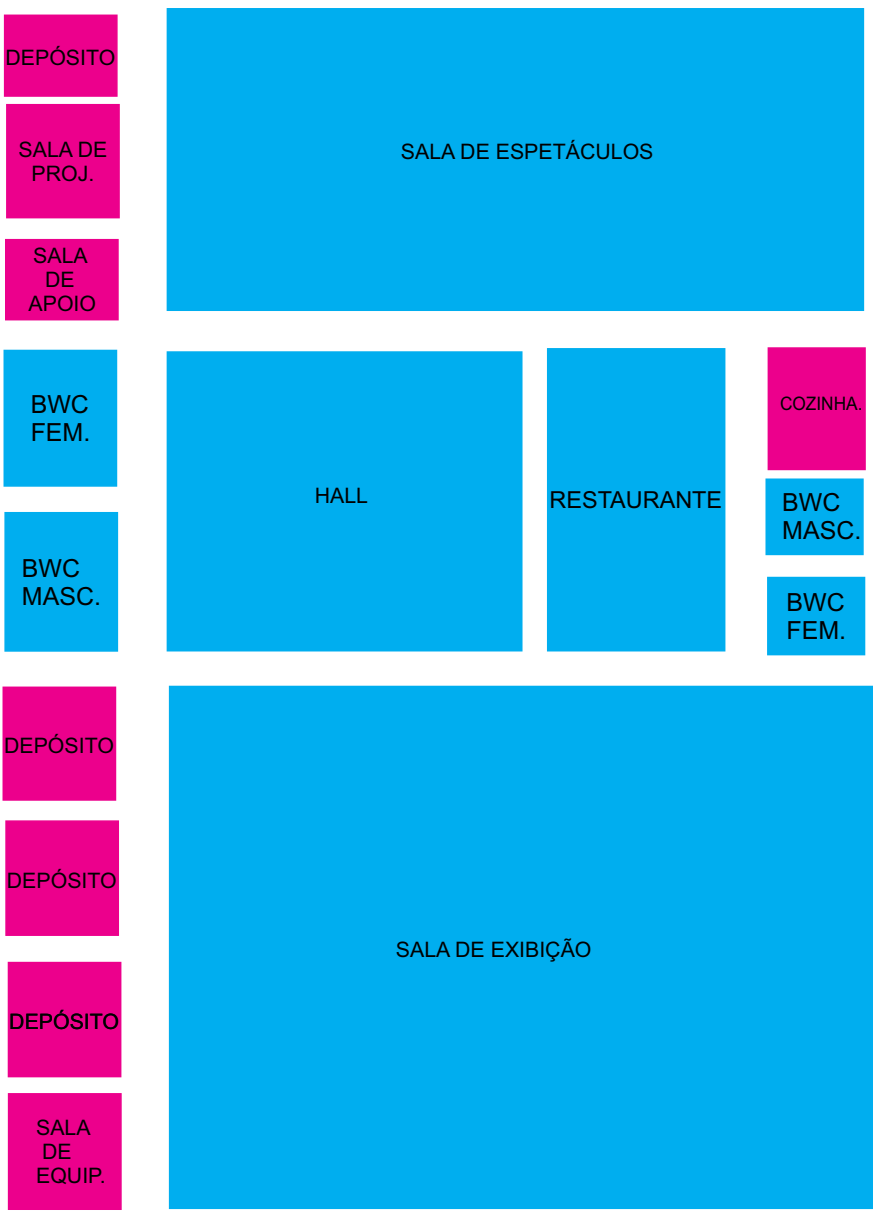 DEPÓSITO
SALA DE
PROJ.
SALA DE ESPETÁCULOS
SALA
DE
APOIO
BWC
FEM.
BWC
MASC.
HALL
RESTAURANTE
COZINHA.
BWC
MASC.
BWC
FEM.
DEPÓSITO
DEPÓSITO
DEPÓSITO
SALA
DE
EQUIP.
SALA DE EXIBIÇÃO